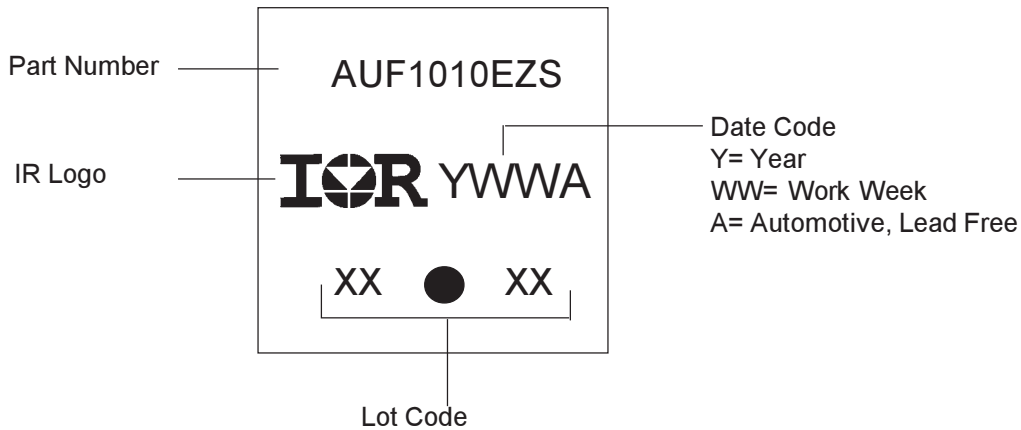 Part Number
AUF1010EZS
IR Logo
IOR YWWA
Date Code
Y= Year
WW= Work Week
A= Automotive, Lead Free
XX ● XX
Lot Code